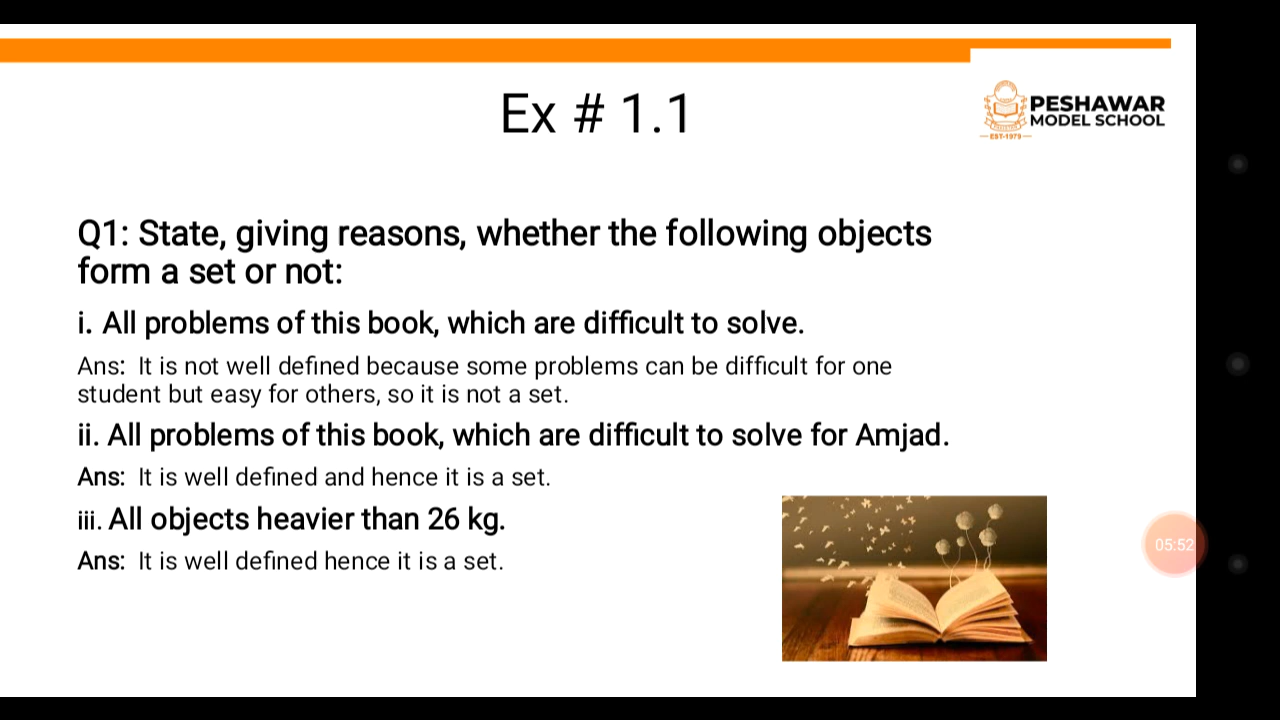 Ex # 1.1
PESHAWAR
MODEL SCHOOL
EST-1979
Q1: State, giving reasons, whether the following objects
form a set or not:
i. All problems of this book, which are difficult to solve.
Ans: It is not well defined because some problems can be difficult for one
student but easy for others, so it is not a set.
ii. All problems of this book, which are difficult to solve for Amjad.
Ans: It is well defined and hence it is a set.
iii. All objects heavier than 26 kg.
Ans: It is well defined hence it is a set.
05:52